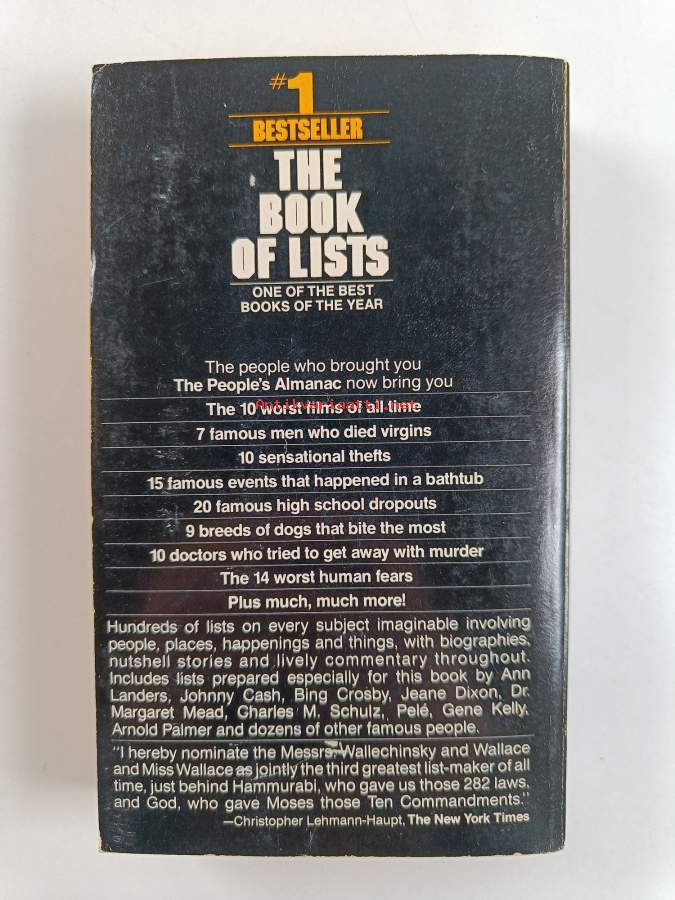 #1
BESTSELLER
THE
BOOK
OF LISTS
ONE OF THE BEST
BOOKS OF THE YEAR
The people who brought you
The People's Almanac now bring you
The 10 worst films of all time
Antikvariaatti.net
7 famous men who died virgins
10 sensational thefts
15 famous events that happened in a bathtub
20 famous high school dropouts
9 breeds of dogs that bite the most
10 doctors who tried to get away with murder
The 14 worst human fears
Plus much, much more!
Hundreds of lists on every subject imaginable involving
people, places, happenings and things, with biographies,
nutshell stories and lively commentary throughout.
Includes lists prepared especially for this book by Ann
Landers, Johnny Cash, Bing Crosby, Jeane Dixon, Dr.
Margaret Mead, Charles M. Schulz, Pelé, Gene Kelly,
Arnold Palmer and dozens of other famous people.
"I hereby nominate the Messrs. Wallechinsky and Wallace
and Miss Wallace as jointly the third greatest list-maker of all
time, just behind Hammurabi, who gave us those 282 laws,
and God, who gave Moses those Ten Commandments."
—Christopher Lehmann-Haupt, The New York Times